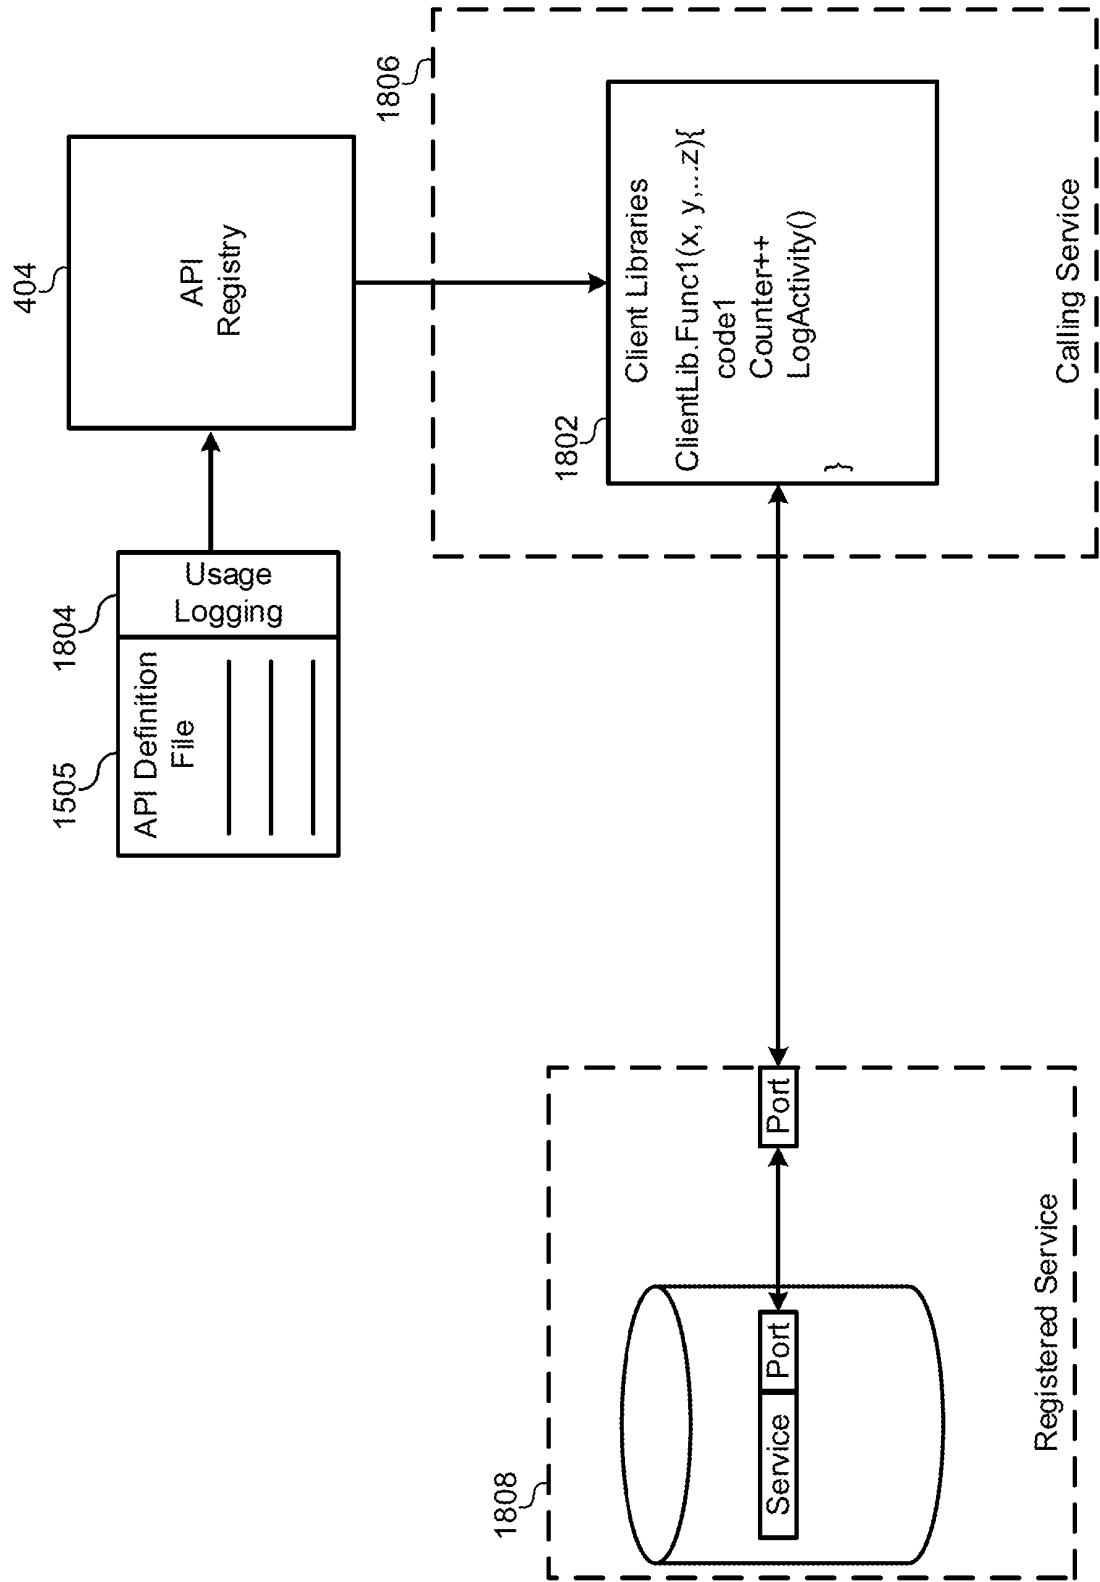 1505
1804
404
API Definition
File
Usage
Logging
API
Registry
1806
1802
Client Libraries
ClientLib.Func1(x, y,...z){
code1
Counter++
LogActivity()
}
Calling Service
1808
Service
Port
Port
Registered Service